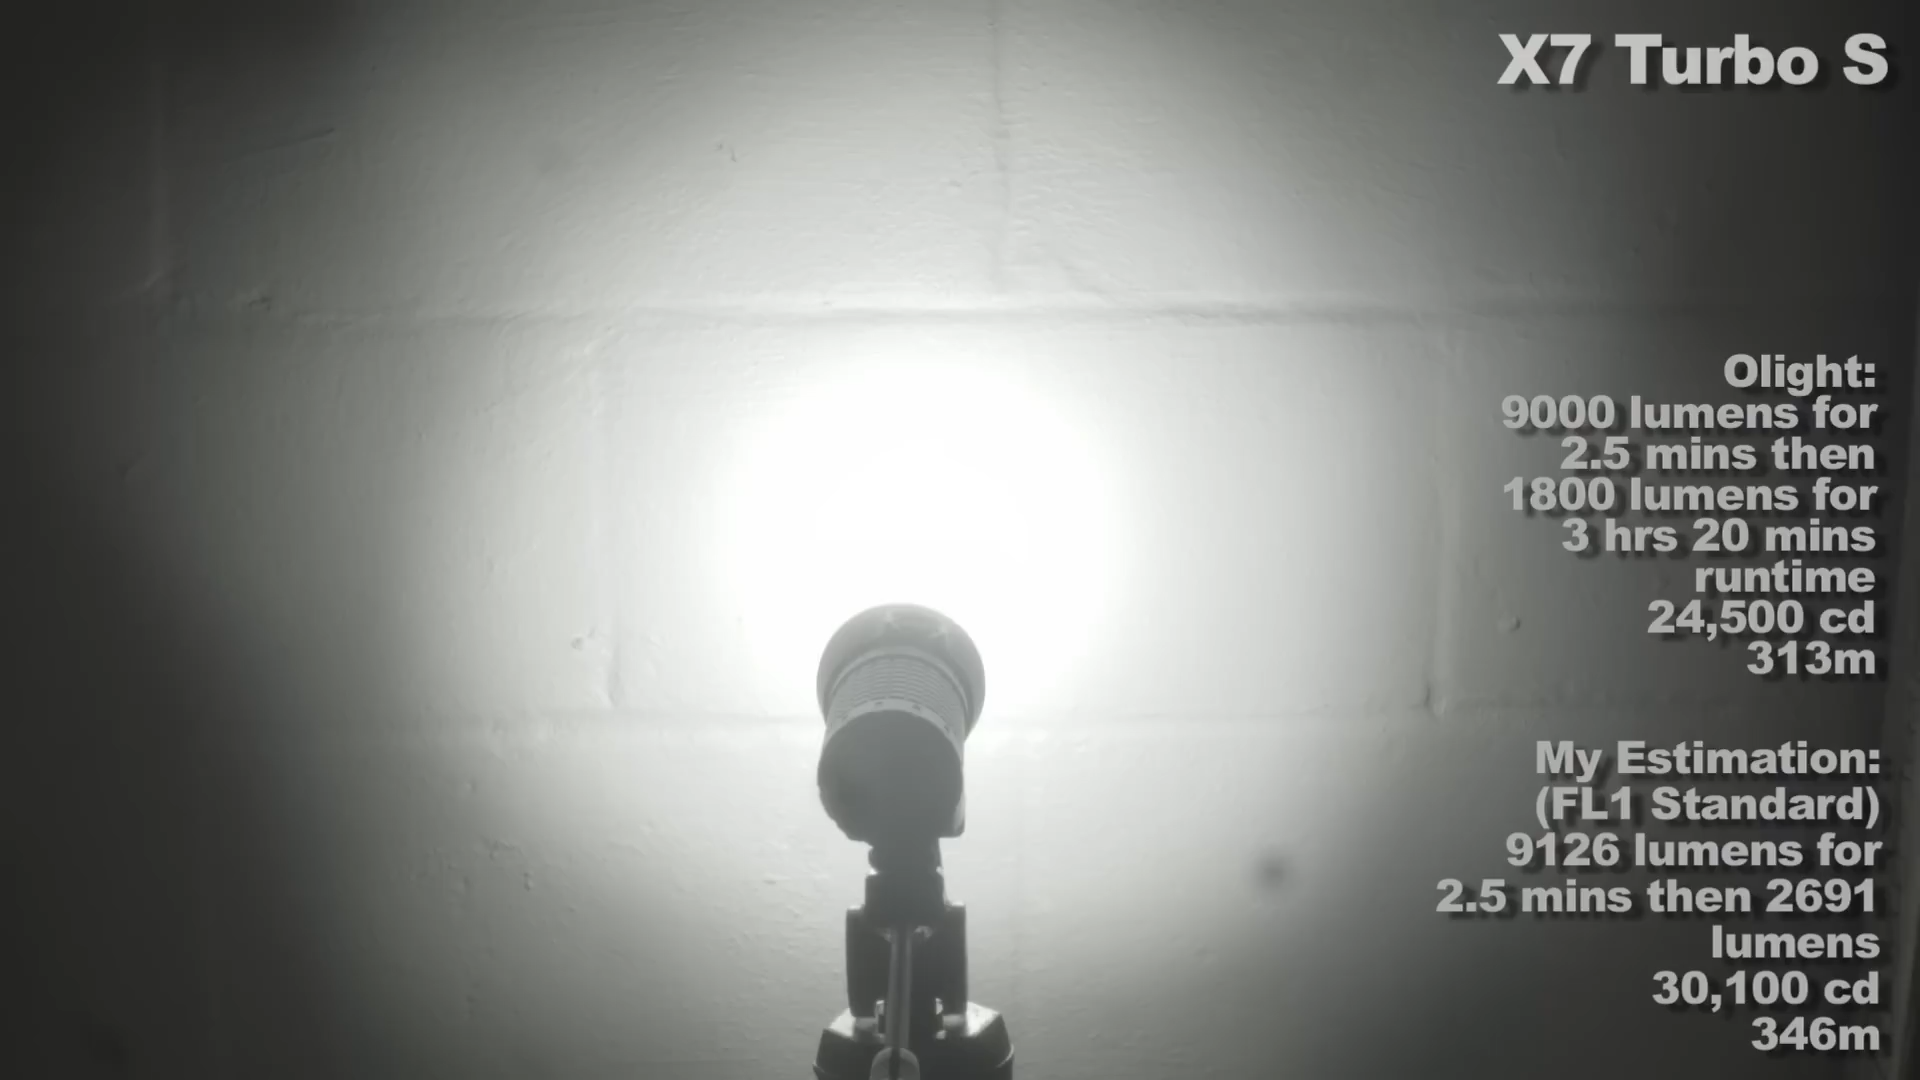 X7 Turbo S
Olight:
9000 lumens for
2.5 mins then
1800 lumens for
3 hrs 20 mins
runtime
24,500 cd
313m
My Estimation:
(FL1 Standard)
9126 lumens for
2.5 mins then 2691
lumens
30,100 cd
346m